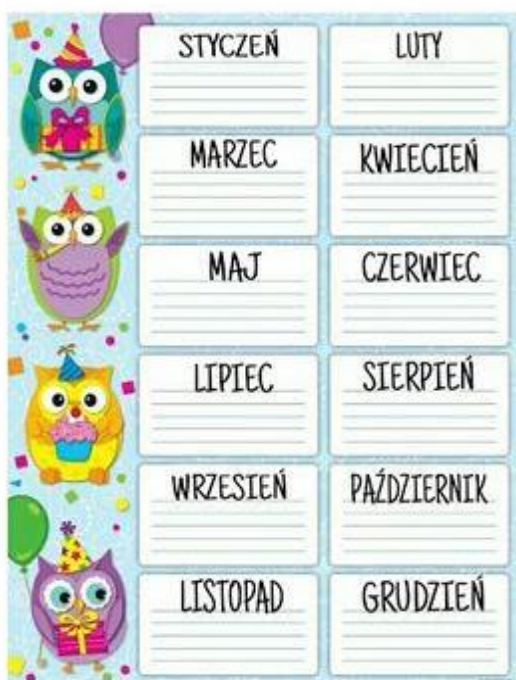 STYCZEŃ
LUTY
MARZEC
KWIECIEŃ
MAJ
CZERWIEC
LIPIEC
SIERPIEŃ
WRZESIEŃ
PAŹDZIERNIK
LISTOPAD
GRUDZIEŃ